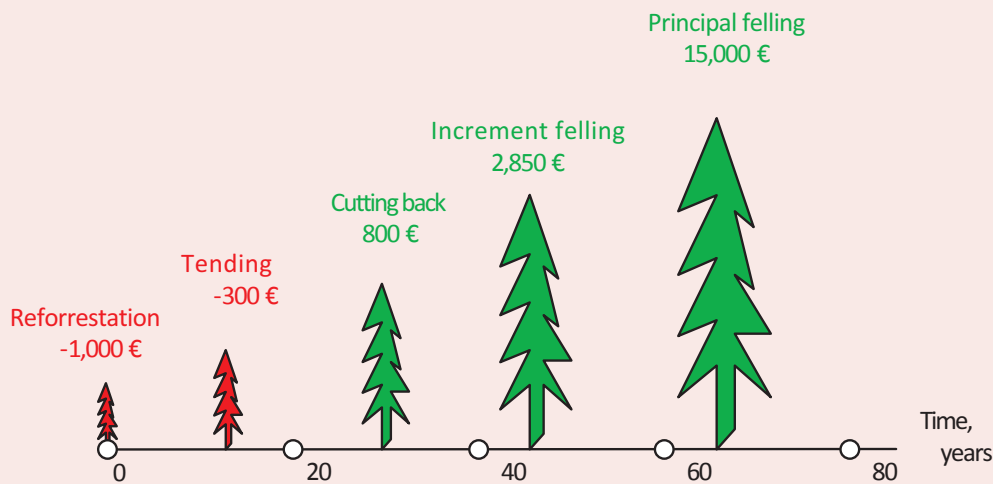 Principal felling
15,000 €
Increment felling
2,850 €
Cutting back
800 €
Tending
-300 €
Reforrestation
-1,000 €
Time,
years
0
20
40
60
80